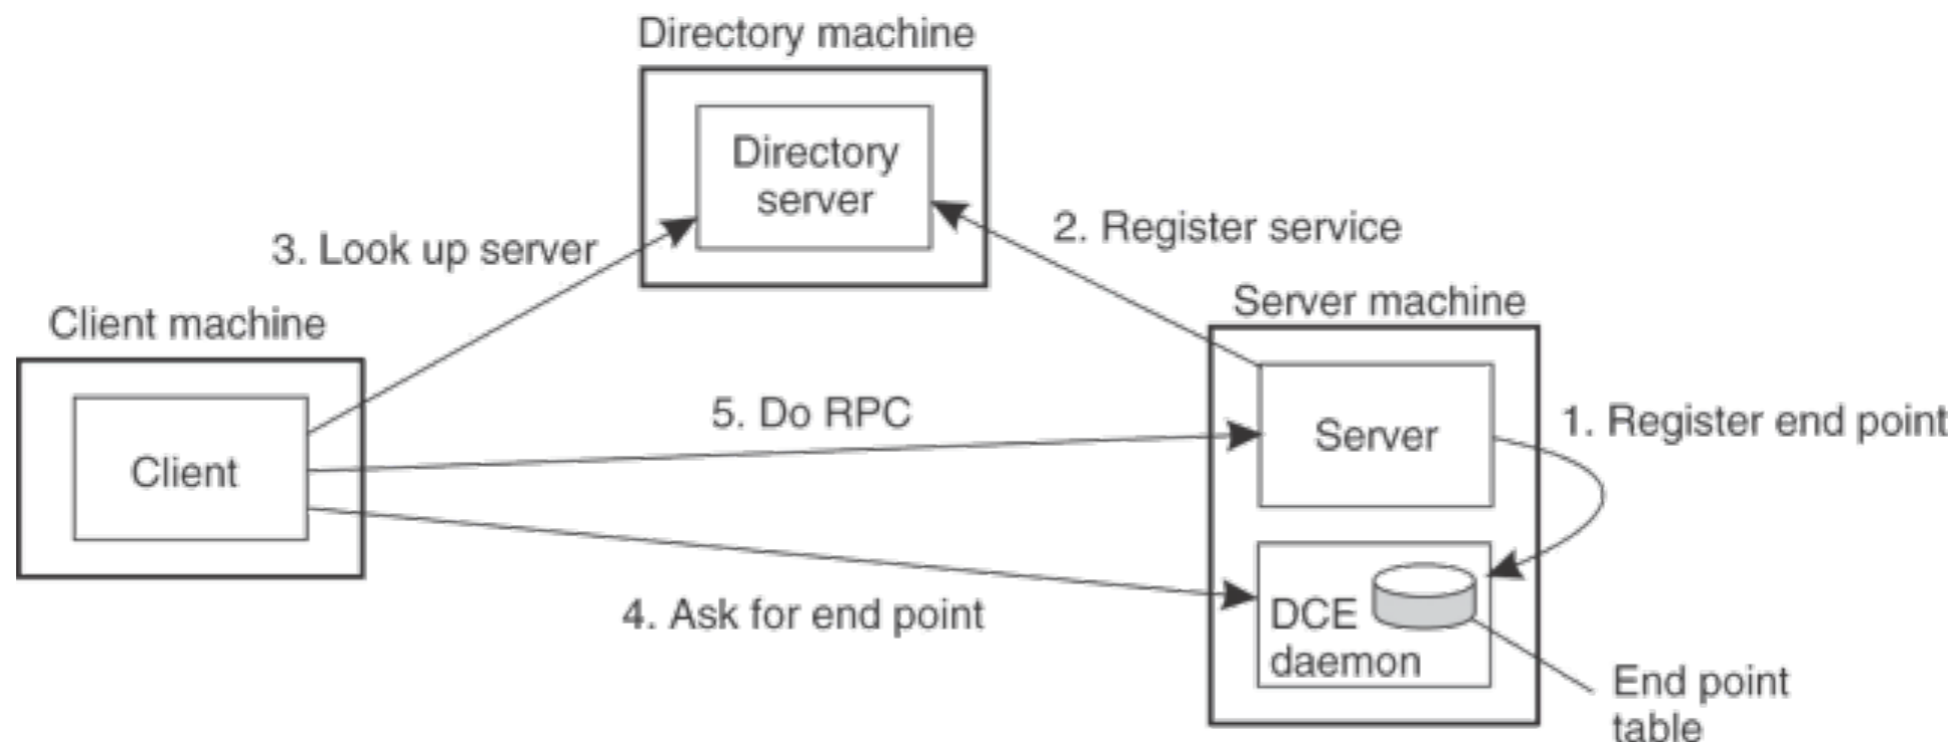 Directory machine
Directory
server
2. Register service
3. Look up server
Server machine
Client machine
5. Do RPC
1. Register end point
Server
Client
4. Ask for end point
DCE
daemon
End point
table